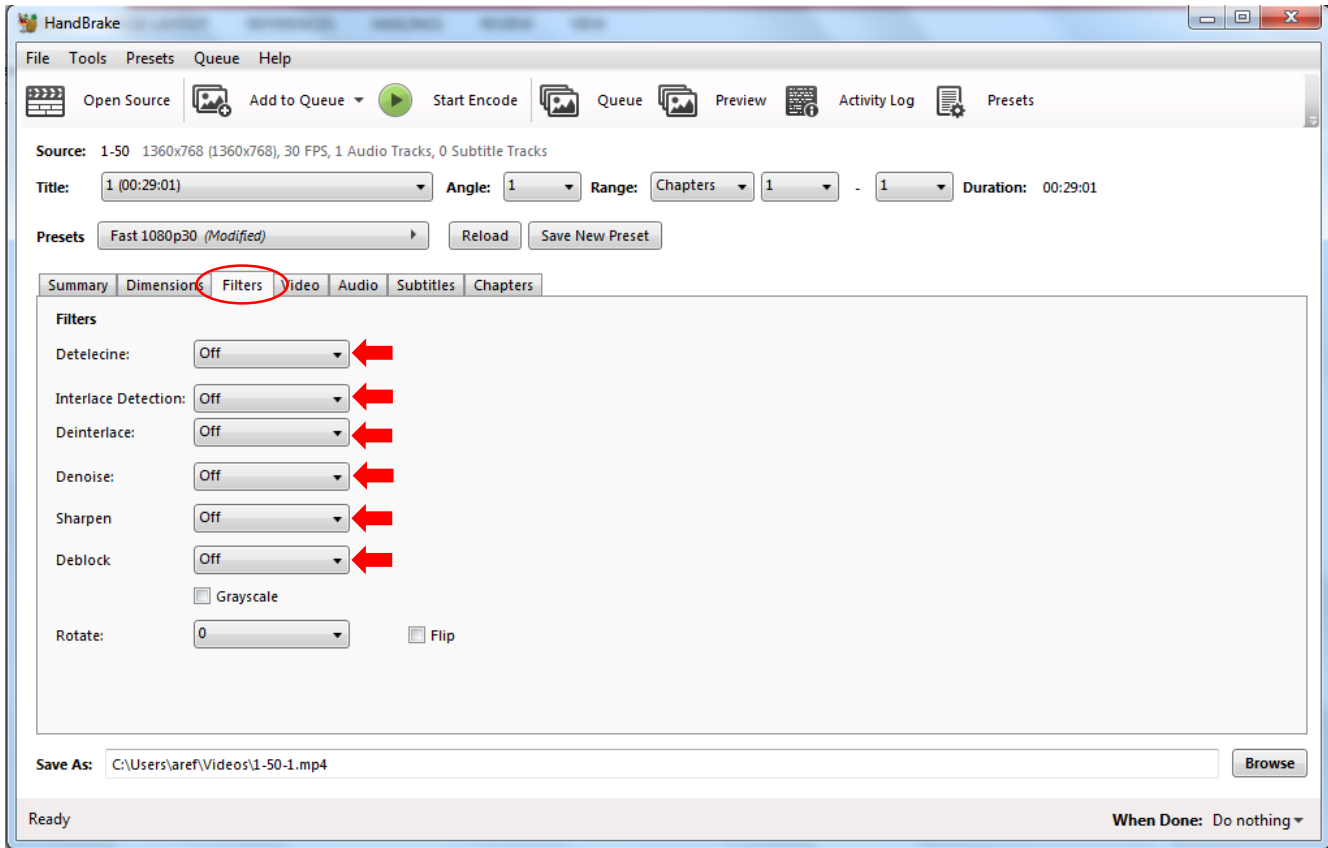 HandBrake
File Tools Presets Queue Help
Open Source Add to Queue Start Encode Queue Preview Activity Log Presets
Source: 1-50 1360x768 (1360x768), 30 FPS, 1 Audio Tracks, 0 Subtitle Tracks
Title: 1 (00:29:01) Angle: 1 Range: Chapters 1 - 1 Duration: 00:29:01
Presets Fast 1080p30 (Modified) Reload Save New Preset
Summary Dimensions Filters Video Audio Subtitles Chapters
Filters
Detelecine: Off
Interlace Detection: Off
Deinterlace: Off
Denoise: Off
Sharpen Off
Deblock Off
Grayscale
Rotate: 0 Flip
Save As: C:\Users\aref\Videos\1-50-1.mp4 Browse
Ready When Done: Do nothing